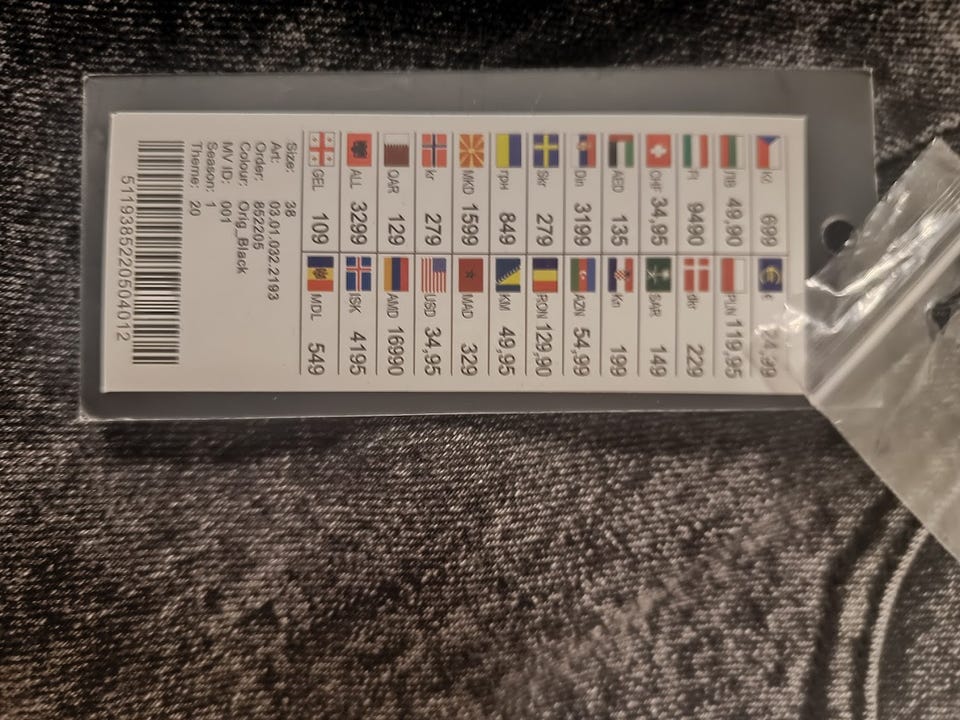 Kč 699 € 24,99
лв 49,90 PLN 119,95
Ft 9490 dkr 229
CHF 34,95 SAR 149
AED 135 Kn 199
Din 3199 AZN 54,99
Skr 279 RON 129,90
грн 849 KM 49,95
MKD 1599 MAD 329
kr 279 USD 34,95
QAR 129 AMD 16990
ALL 3299 ISK 4195
GEL 109 MDL 549
Size: 38
Art: 03.01.032.2193
Order: 852205
Colour: Orig_Black
MV ID: 001
Season: 1
Theme: 20
5119385220504012